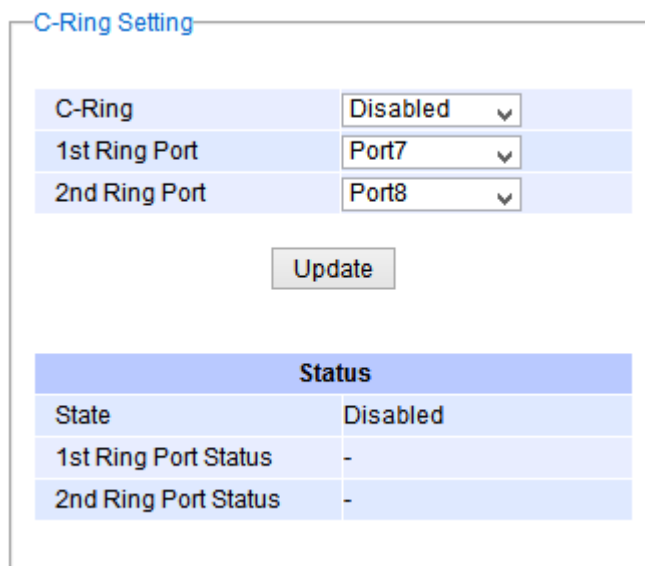 C-Ring Setting
C-Ring Disabled
1st Ring Port Port7
2nd Ring Port Port8
Update
Status
State Disabled
1st Ring Port Status -
2nd Ring Port Status -